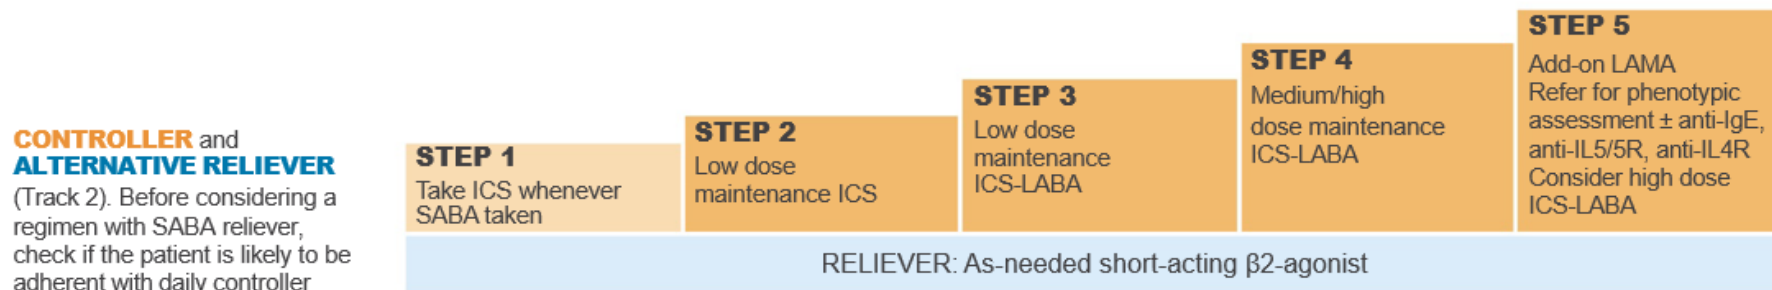 CONTROLLER and
ALTERNATIVE RELIEVER
(Track 2). Before considering a
regimen with SABA reliever,
check if the patient is likely to be
adherent with daily controller
STEP 1
Take ICS whenever
SABA taken
STEP 2
Low dose
maintenance ICS
STEP 3
Low dose
maintenance
ICS-LABA
STEP 4
Medium/high
dose maintenance
ICS-LABA
STEP 5
Add-on LAMA
Refer for phenotypic
assessment ± anti-IgE,
anti-IL5/5R, anti-IL4R
Consider high dose
ICS-LABA
RELIEVER: As-needed short-acting β2-agonist